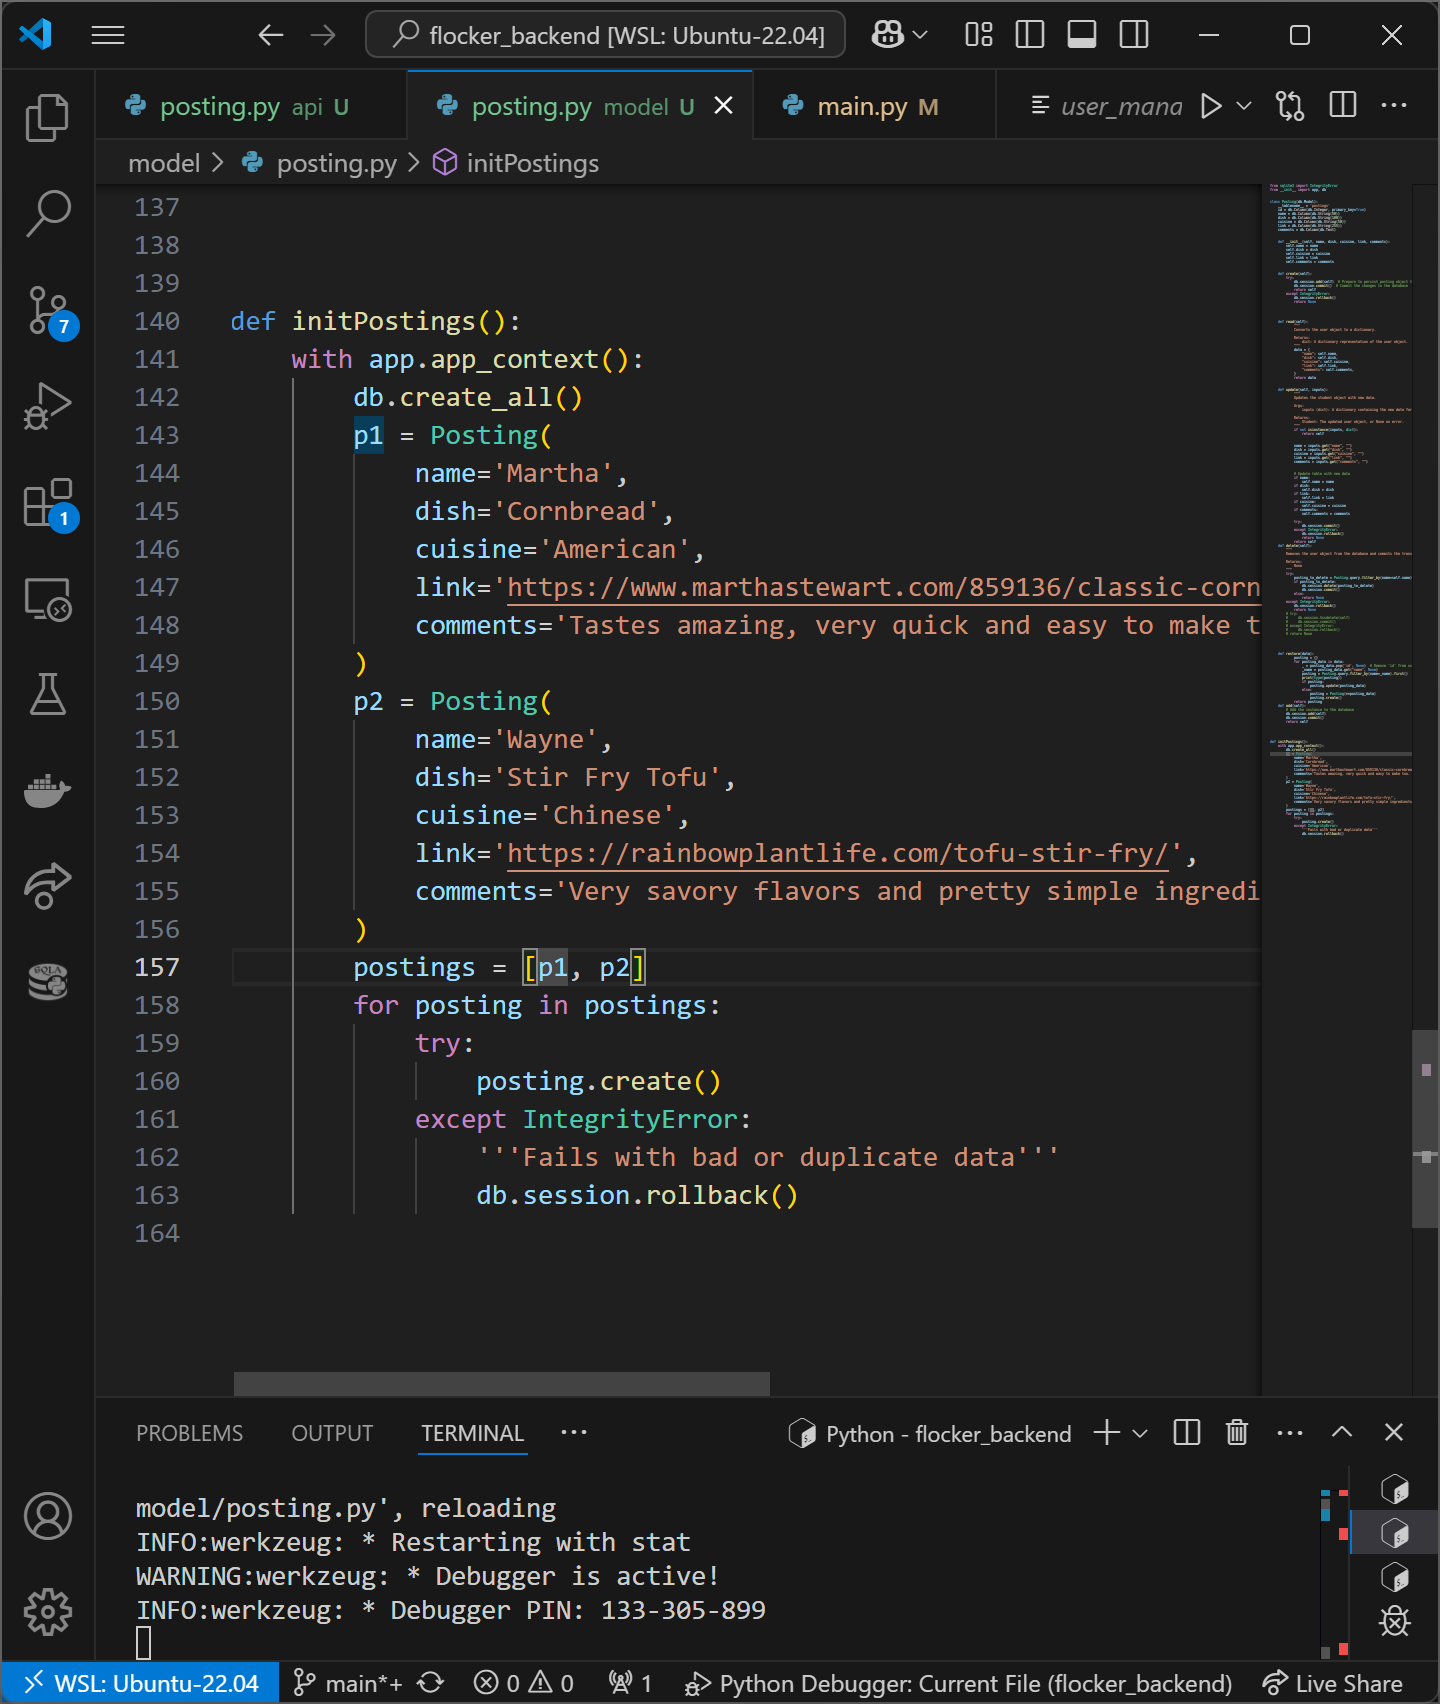 flocker_backend [WSL: Ubuntu-22.04]
posting.py api U
posting.py model U
main.py M
user_mana
model > posting.py > initPostings
137
138
139
140 def initPostings():
141 with app.app_context():
142 db.create_all()
143 p1 = Posting(
144 name='Martha',
145 dish='Cornbread',
146 cuisine='American',
147 link='https://www.marthastewart.com/859136/classic-corn
148 comments='Tastes amazing, very quick and easy to make t
149 )
150 p2 = Posting(
151 name='Wayne',
152 dish='Stir Fry Tofu',
153 cuisine='Chinese',
154 link='https://rainbowplantlife.com/tofu-stir-fry/',
155 comments='Very savory flavors and pretty simple ingredi
156 )
157 postings = [p1, p2]
158 for posting in postings:
159 try:
160 posting.create()
161 except IntegrityError:
162 '''Fails with bad or duplicate data'''
163 db.session.rollback()
164
7
1
PROBLEMS OUTPUT TERMINAL ···
Python - flocker_backend
model/posting.py', reloading
INFO:werkzeug: * Restarting with stat
WARNING:werkzeug: * Debugger is active!
INFO:werkzeug: * Debugger PIN: 133-305-899
WSL: Ubuntu-22.04 main*+ 0 0 1 Python Debugger: Current File (flocker_backend) Live Share